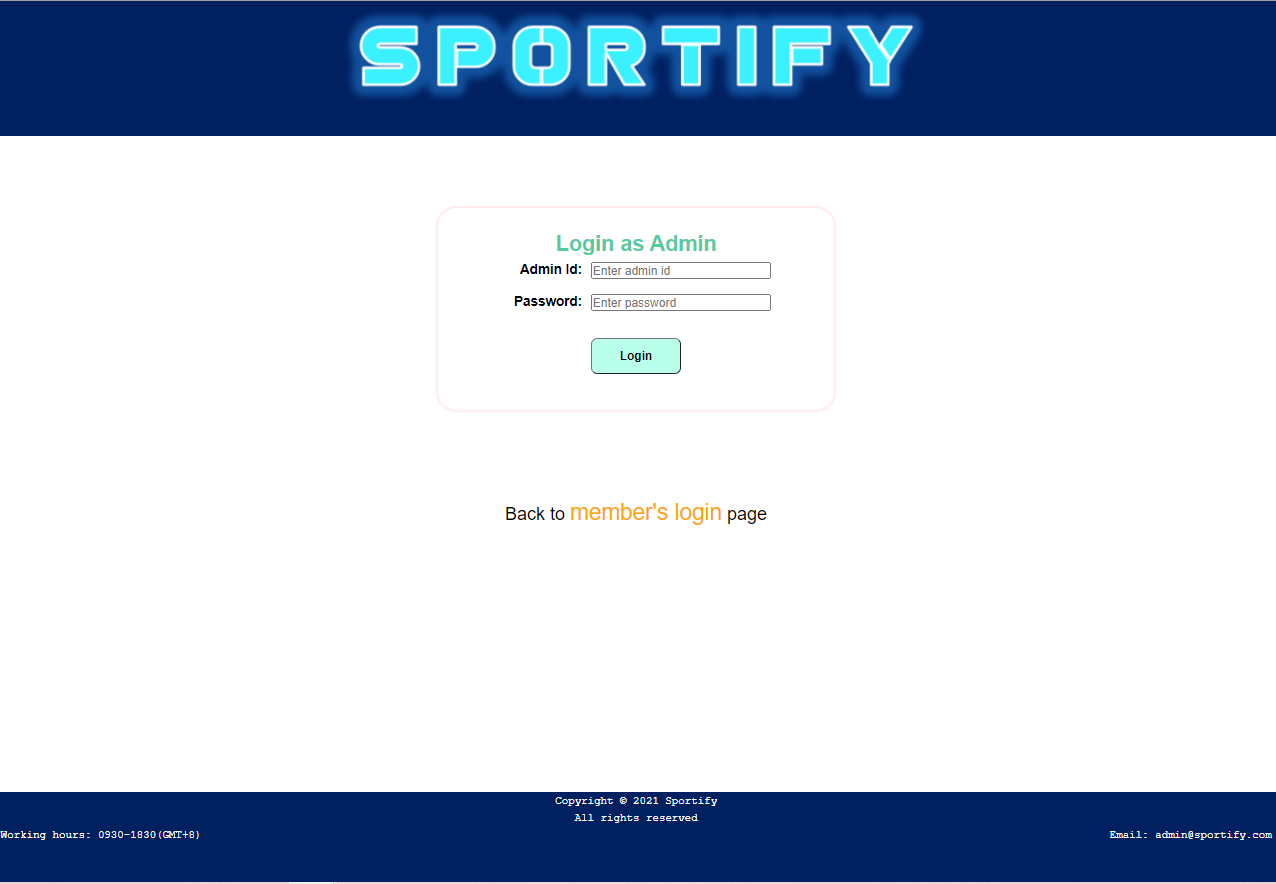 SPORTIFY
Login as Admin
Admin Id: Enter admin id
Password: Enter password
Login
Back to member's login page
Copyright © 2021 Sportify
All rights reserved
Working hours: 0930-1830(GMT+8) Email: admin@sportify.com